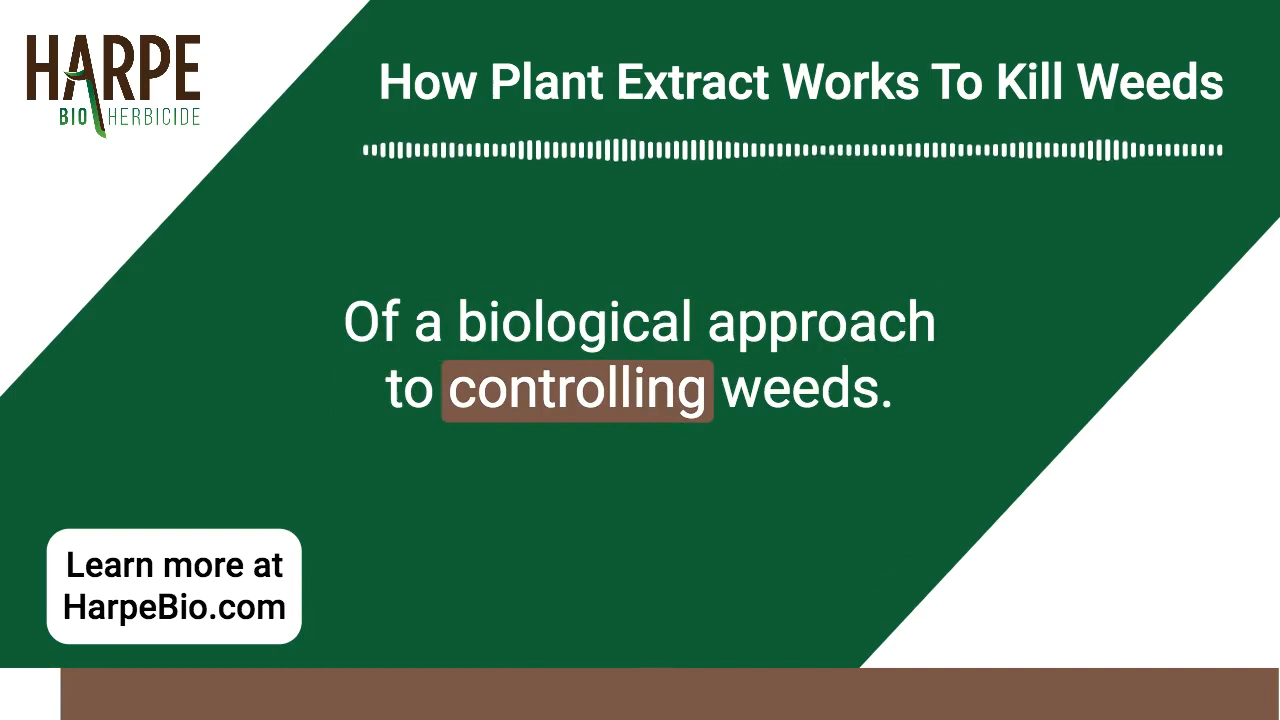 HARPE
BIO HERBICIDE
How Plant Extract Works To Kill Weeds
Of a biological approach
to controlling weeds.
Learn more at
HarpeBio.com